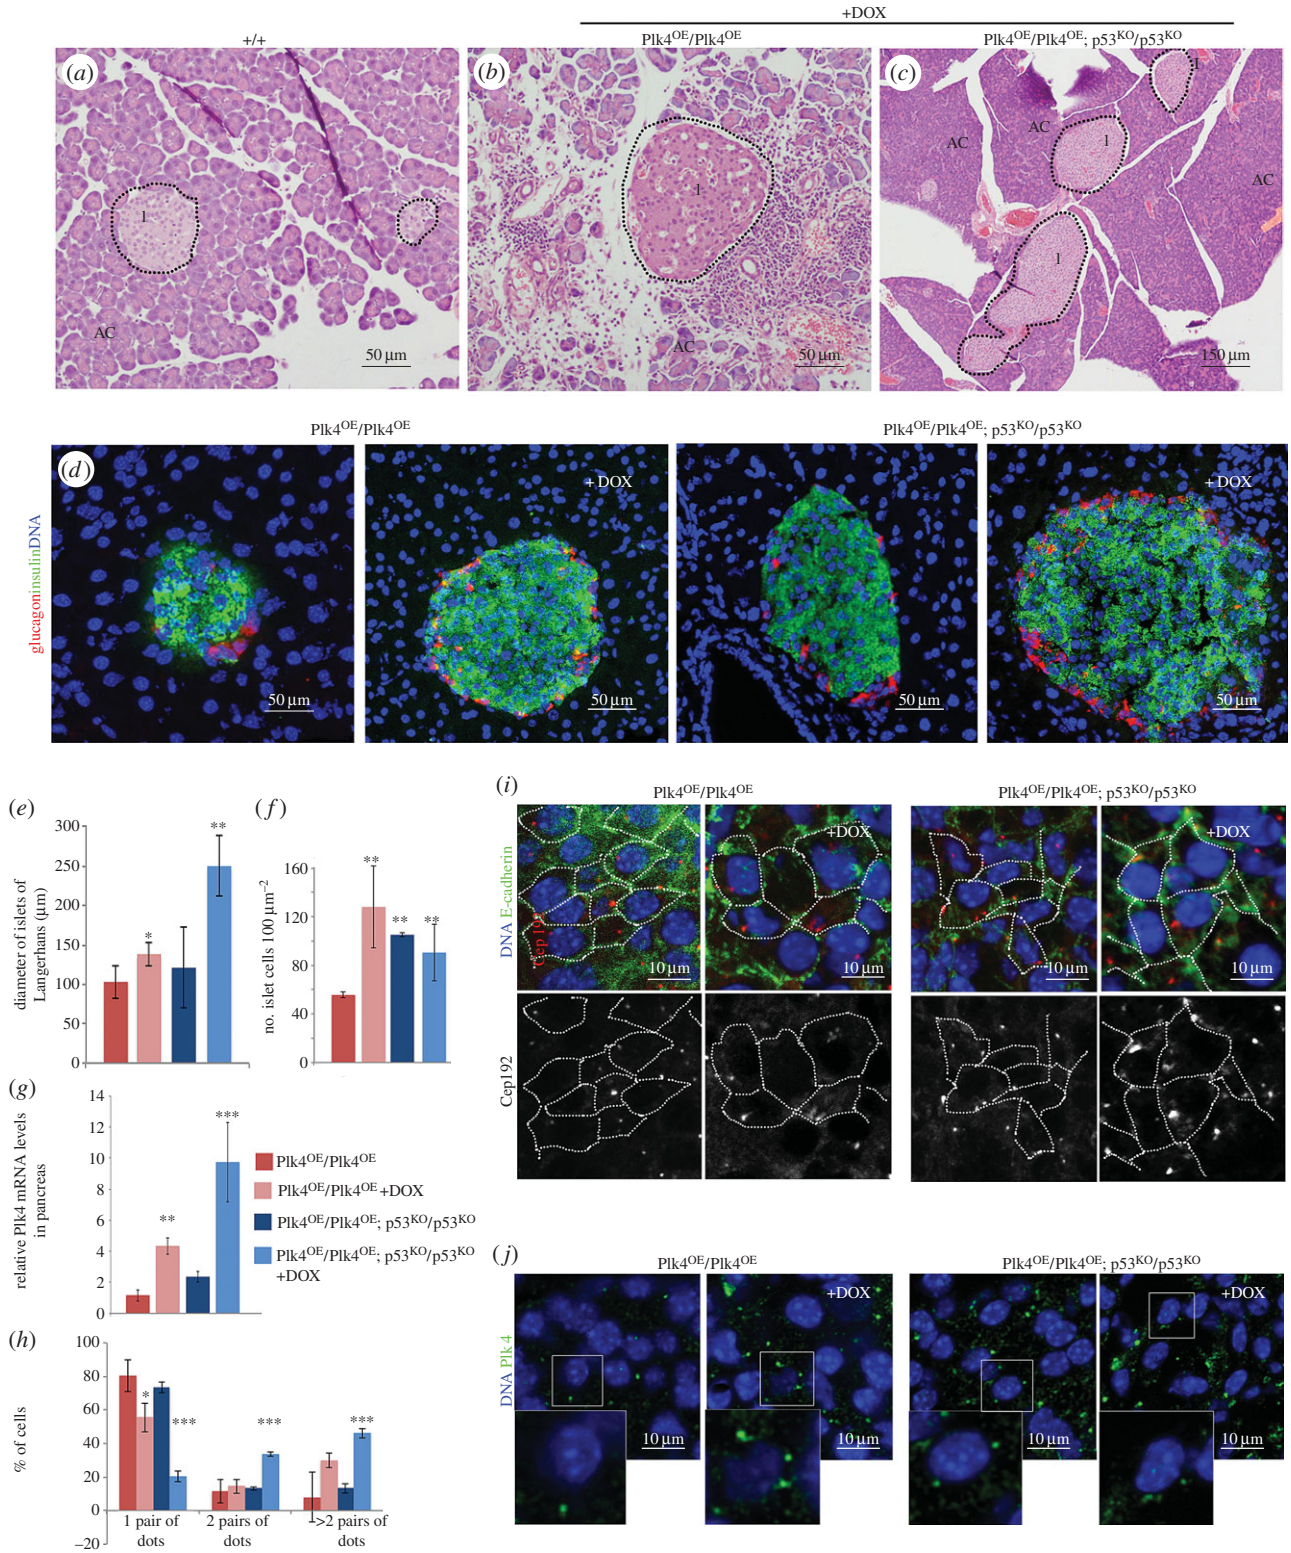 +DOX
+/+
Plk4ᴼᴱ/Plk4ᴼᴱ
Plk4ᴼᴱ/Plk4ᴼᴱ; p53ᴷᴼ/p53ᴷᴼ
(a)
I
AC
50 µm
(b)
I
AC
50 µm
(c)
I
I
I
AC
AC
AC
150 µm
Plk4ᴼᴱ/Plk4ᴼᴱ
Plk4ᴼᴱ/Plk4ᴼᴱ; p53ᴷᴼ/p53ᴷᴼ
(d)
glucagoninsulinDNA
50 µm
+ DOX
50 µm
50 µm
+ DOX
50 µm
(e)
diameter of islets of
Langerhans (µm)
300
250
200
150
100
50
0
*
**
(f)
no. islet cells 100 µm⁻²
160
120
80
40
0
**
**
**
(g)
relative Plk4 mRNA levels
in pancreas
14
12
10
8
6
4
2
0
**
***
Plk4ᴼᴱ/Plk4ᴼᴱ
Plk4ᴼᴱ/Plk4ᴼᴱ +DOX
Plk4ᴼᴱ/Plk4ᴼᴱ; p53ᴷᴼ/p53ᴷᴼ
Plk4ᴼᴱ/Plk4ᴼᴱ; p53ᴷᴼ/p53ᴷᴼ
+DOX
(h)
% of cells
100
80
60
40
20
0
−20
*
***
***
***
1 pair of
dots
2 pairs of
dots
>2 pairs of
dots
(i)
Plk4ᴼᴱ/Plk4ᴼᴱ
Plk4ᴼᴱ/Plk4ᴼᴱ; p53ᴷᴼ/p53ᴷᴼ
DNA E-cadherin
Cep 192
10 µm
+DOX
10 µm
10 µm
+DOX
10 µm
Cep192
(j)
Plk4ᴼᴱ/Plk4ᴼᴱ
Plk4ᴼᴱ/Plk4ᴼᴱ; p53ᴷᴼ/p53ᴷᴼ
DNA Plk 4
10 µm
+DOX
10 µm
10 µm
+DOX
10 µm